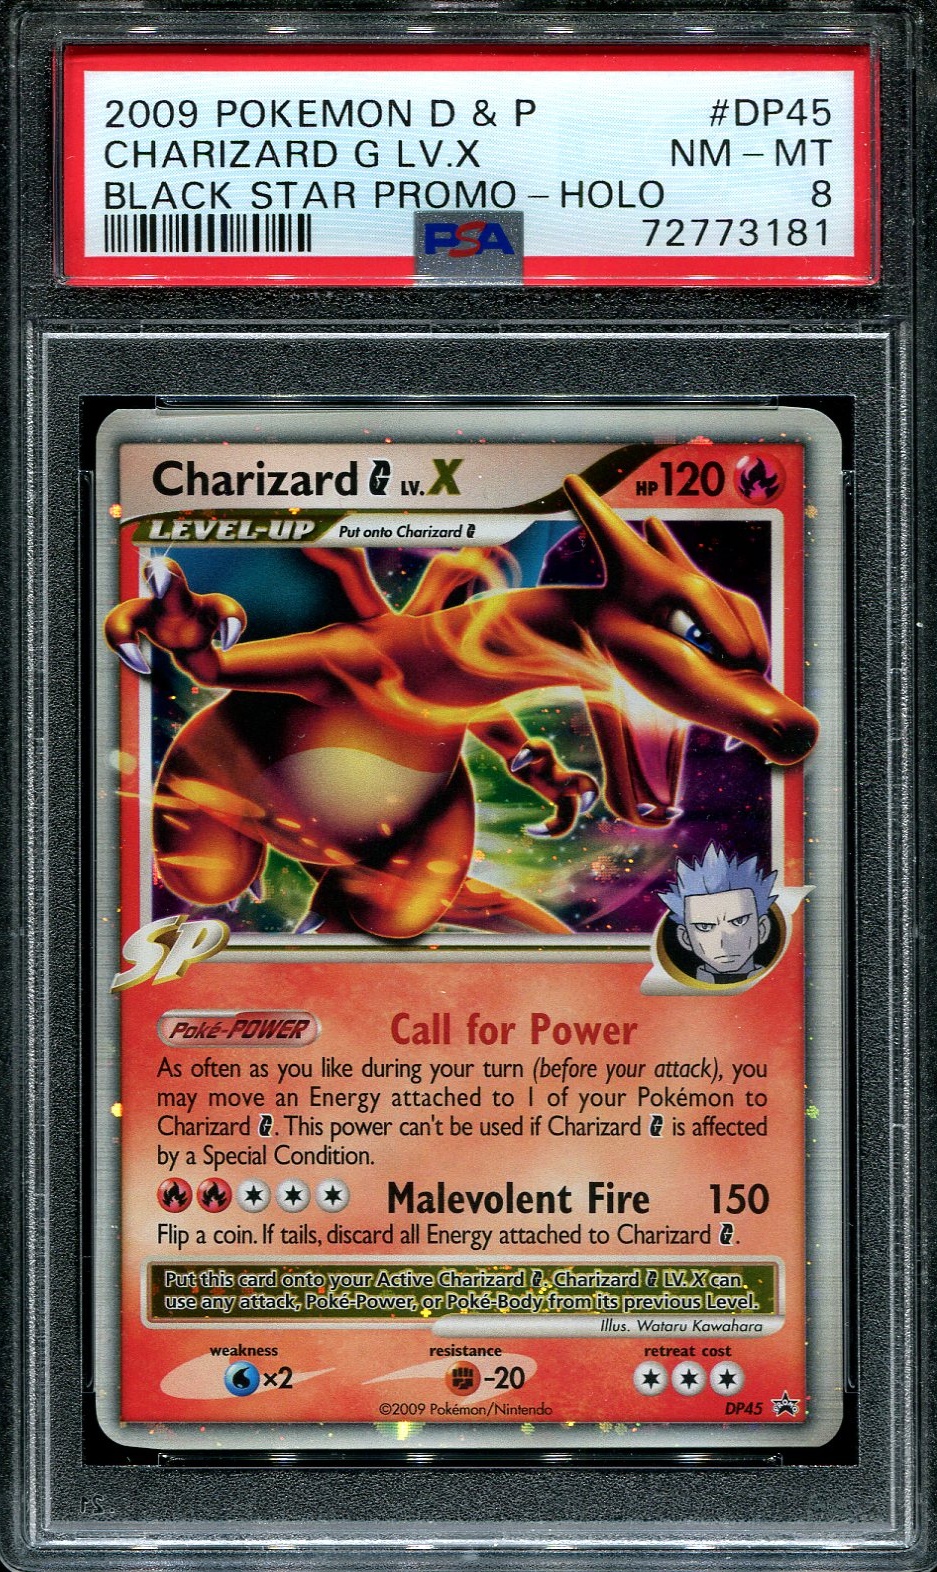 2009 POKEMON D & P #DP45
CHARIZARD G LV.X NM - MT
BLACK STAR PROMO - HOLO 8
PSA 72773181
Charizard G LV.X HP 120
LEVEL-UP Put onto Charizard G
SP
Poké-POWER Call for Power
As often as you like during your turn (before your attack), you
may move an Energy attached to 1 of your Pokémon to
Charizard G. This power can't be used if Charizard G is affected
by a Special Condition.
Malevolent Fire 150
Flip a coin. If tails, discard all Energy attached to Charizard G.
Put this card onto your Active Charizard G. Charizard G LV. X can
use any attack, Poké-Power, or Poké-Body from its previous Level.
Illus. Wataru Kawahara
weakness resistance retreat cost
×2 -20
©2009 Pokémon/Nintendo DP45